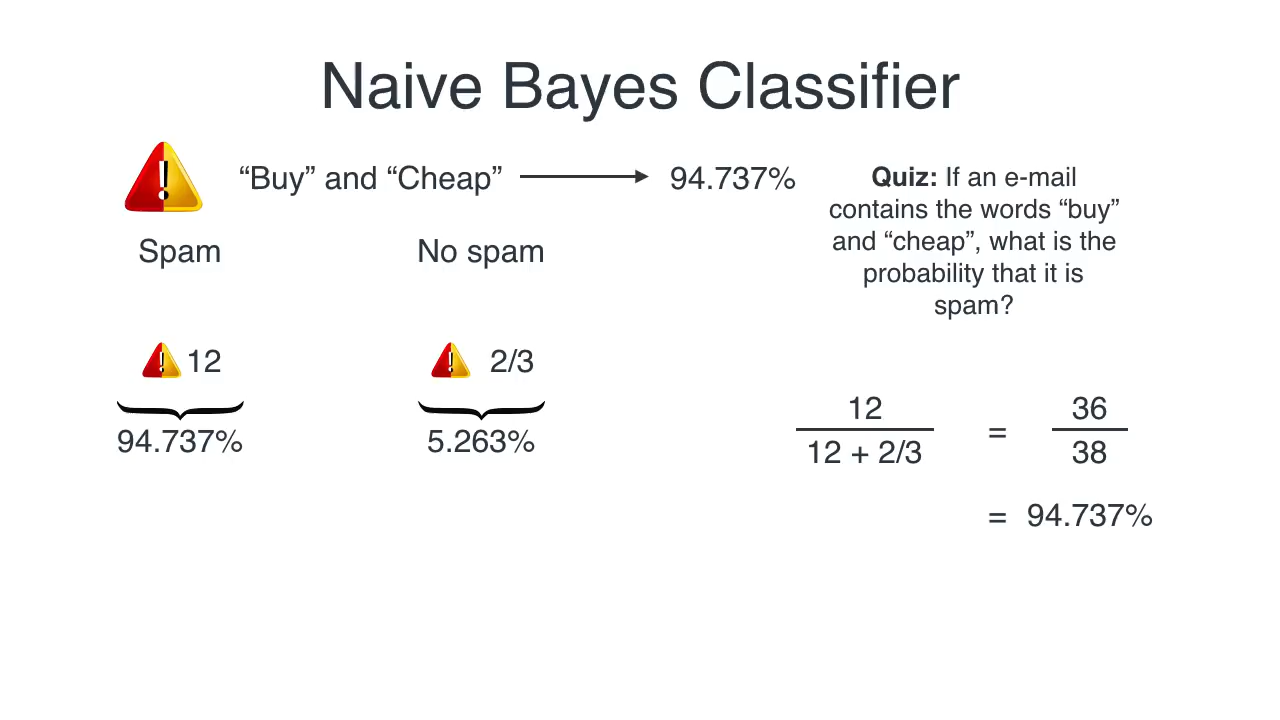 Naive Bayes Classifier
“Buy” and “Cheap”
94.737%
Quiz: If an e-mail
contains the words “buy”
and “cheap”, what is the
probability that it is
spam?
Spam
No spam
! 12
! 2/3
94.737%
5.263%
12
12 + 2/3
=
36
38
= 94.737%